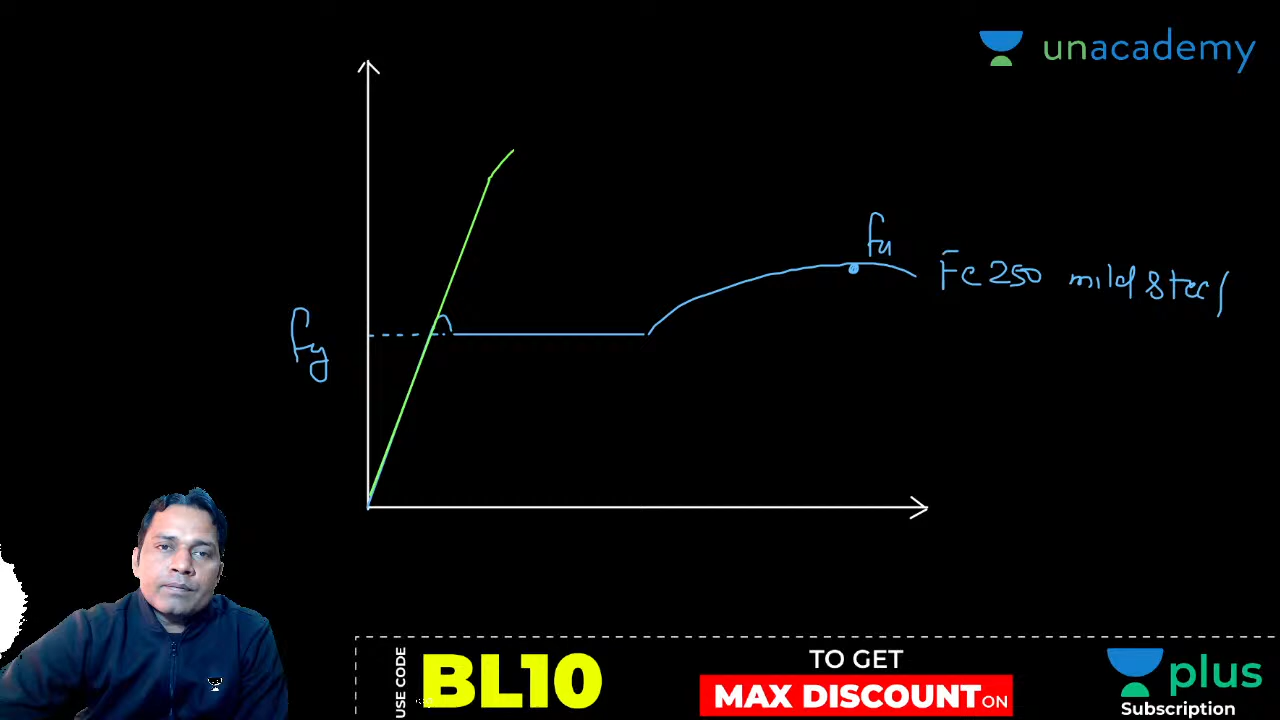 unacademy
fu
Fe 250 mild steel
fy
USE CODE
BL10
TO GET
MAX DISCOUNT ON
plus
Subscription